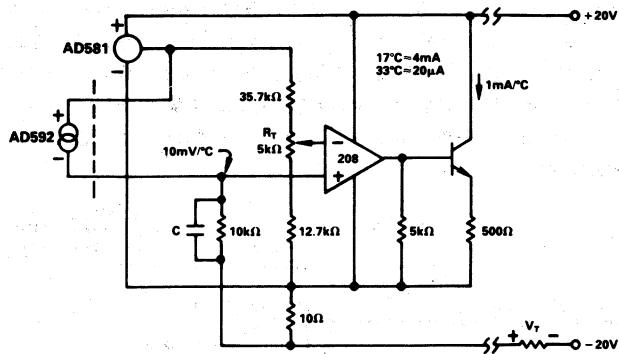 +
+20V
AD581
-
17°C≈4mA
33°C≈20μA
1mA/°C
35.7kΩ
+
AD592
-
RT
5kΩ
10mV/°C
-
208
+
C
10kΩ
12.7kΩ
5kΩ
500Ω
10Ω
VT
+ -
-20V